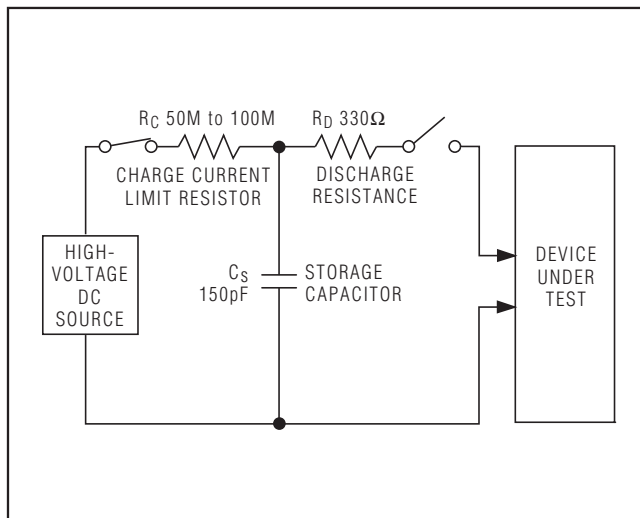 RC 50M to 100M
RD 330Ω
CHARGE CURRENT
LIMIT RESISTOR
DISCHARGE
RESISTANCE
HIGH-
VOLTAGE
DC
SOURCE
CS
150pF
STORAGE
CAPACITOR
DEVICE
UNDER
TEST